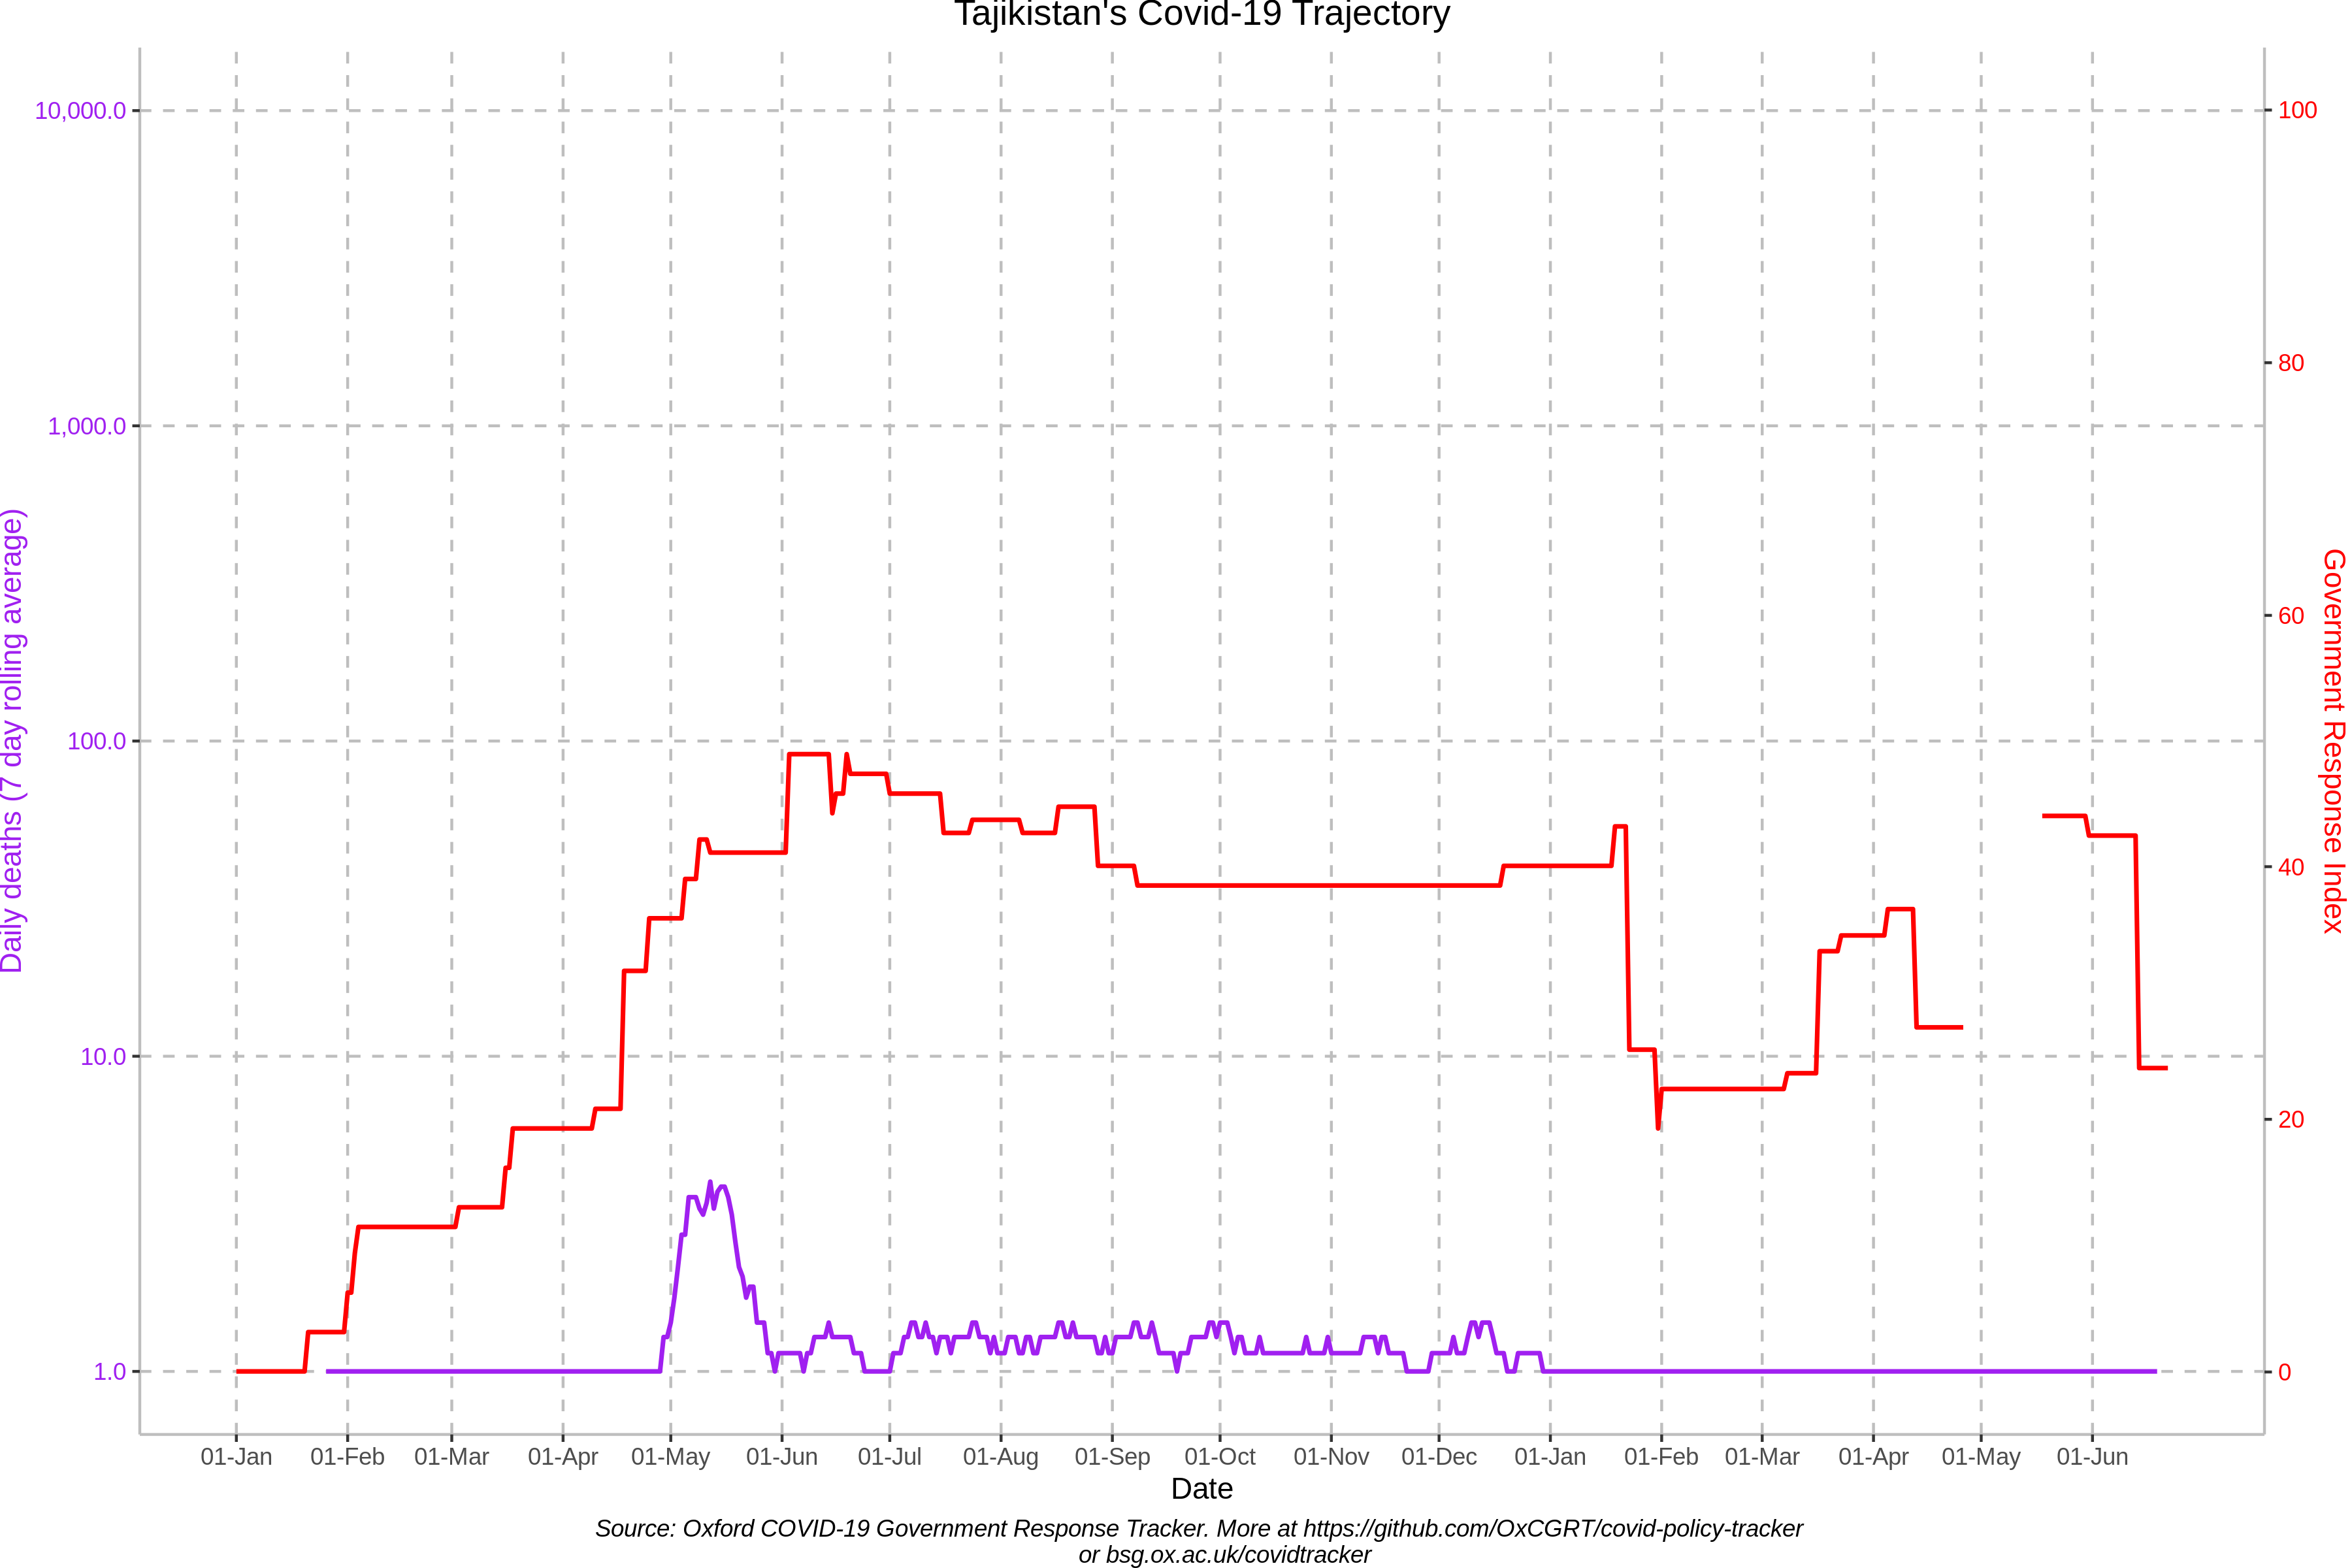 Tajikistan's Covid-19 Trajectory
10,000.0
1,000.0
100.0
10.0
1.0
Daily deaths (7 day rolling average)
100
80
60
40
20
0
Government Response Index
01-Jan 01-Feb 01-Mar 01-Apr 01-May 01-Jun 01-Jul 01-Aug 01-Sep 01-Oct 01-Nov 01-Dec 01-Jan 01-Feb 01-Mar 01-Apr 01-May 01-Jun
Date
Source: Oxford COVID-19 Government Response Tracker. More at https://github.com/OxCGRT/covid-policy-tracker
or bsg.ox.ac.uk/covidtracker